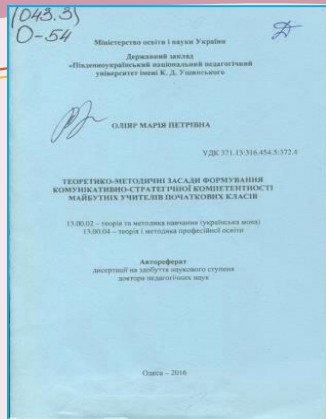 (043.3)
О-54
Міністерство освіти і науки України
Державний заклад
«Південноукраїнський національний педагогічний
університет імені К. Д. Ушинського
ОЛІЯР МАРІЯ ПЕТРІВНА
УДК 371.13:316.454.5:372.4
ТЕОРЕТИКО-МЕТОДИЧНІ ЗАСАДИ ФОРМУВАННЯ
КОМУНІКАТИВНО-СТРАТЕГІЧНОЇ КОМПЕТЕНТНОСТІ
МАЙБУТНІХ УЧИТЕЛІВ ПОЧАТКОВИХ КЛАСІВ
13.00.02 – теорія та методика навчання (українська мова)
13.00.04 – теорія і методика професійної освіти
Автореферат
дисертації на здобуття наукового ступеня
доктора педагогічних наук
Одеса – 2016